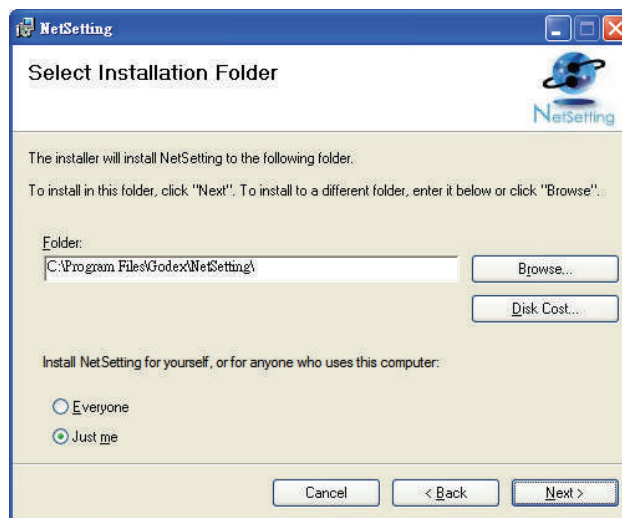 NetSetting
Select Installation Folder
NetSetting
The installer will install NetSetting to the following folder.
To install in this folder, click "Next". To install to a different folder, enter it below or click "Browse".
Folder:
C:\Program Files\Godex\NetSetting\
Browse...
Disk Cost...
Install NetSetting for yourself, or for anyone who uses this computer:
Everyone
Just me
Cancel
< Back
Next >